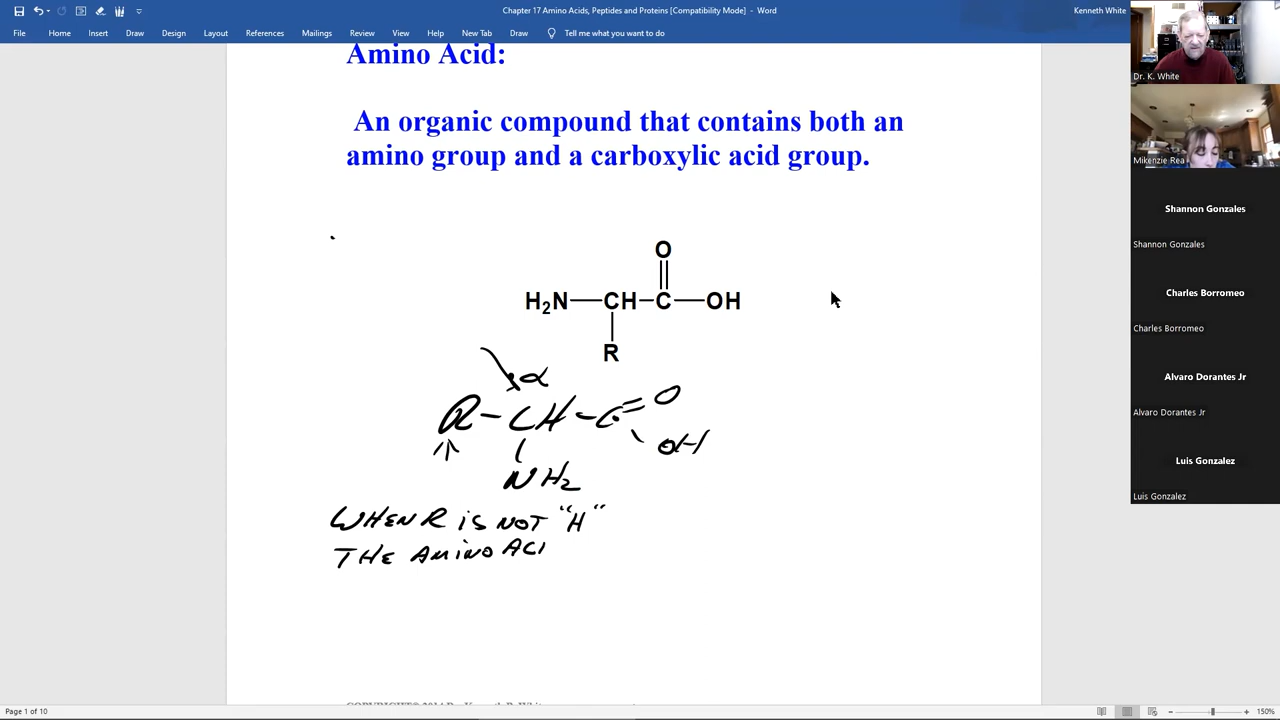 Chapter 17 Amino Acids, Peptides and Proteins [Compatibility Mode] - Word
Kenneth White
File Home Insert Draw Design Layout References Mailings Review View Help New Tab Draw Tell me what you want to do
Amino Acid:
An organic compound that contains both an
amino group and a carboxylic acid group.
O
H2N CH C OH
R
α
R - CH - C = O
OH
NH2
WHEN R IS NOT "H"
THE AMINO ACI
Page 1 of 10
150%
Dr. K. White
Mikenzie Rea
Shannon Gonzales
Shannon Gonzales
Charles Borromeo
Charles Borromeo
Alvaro Dorantes Jr
Alvaro Dorantes Jr
Luis Gonzalez
Luis Gonzalez